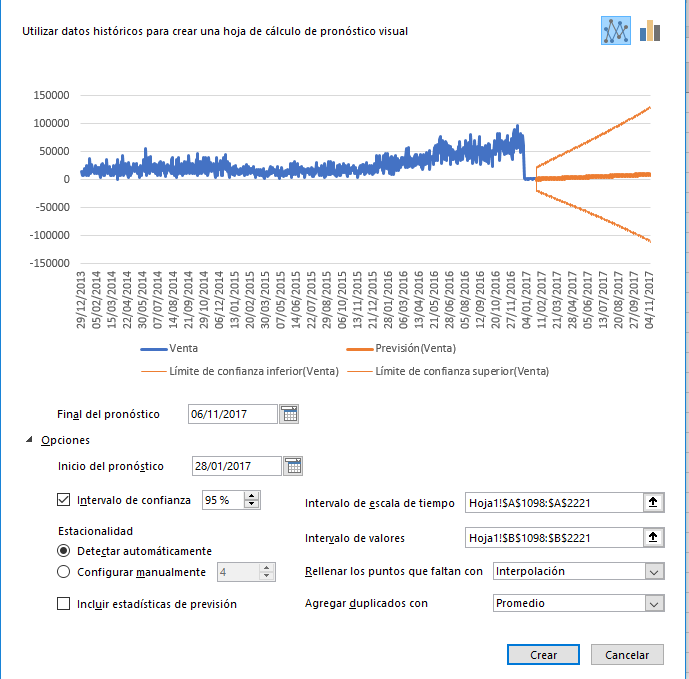 Utilizar datos históricos para crear una hoja de cálculo de pronóstico visual
150000
100000
50000
0
-50000
-100000
-150000
29/12/2013
05/02/2014
15/03/2014
22/04/2014
30/05/2014
07/07/2014
14/08/2014
21/09/2014
29/10/2014
06/12/2014
13/01/2015
20/02/2015
30/03/2015
07/05/2015
14/06/2015
22/07/2015
29/08/2015
06/10/2015
13/11/2015
21/12/2015
28/01/2016
06/03/2016
13/04/2016
21/05/2016
28/06/2016
05/08/2016
12/09/2016
20/10/2016
27/11/2016
04/01/2017
11/02/2017
21/03/2017
28/04/2017
05/06/2017
13/07/2017
20/08/2017
27/09/2017
04/11/2017
Venta
Previsión(Venta)
Límite de confianza inferior(Venta)
Límite de confianza superior(Venta)
Final del pronóstico 06/11/2017
Opciones
Inicio del pronóstico 28/01/2017
Intervalo de confianza 95 %
Intervalo de escala de tiempo Hoja1!$A$1098:$A$2221
Estacionalidad
Intervalo de valores Hoja1!$B$1098:$B$2221
Detectar automáticamente
Configurar manualmente 4
Rellenar los puntos que faltan con Interpolación
Incluir estadísticas de previsión
Agregar duplicados con Promedio
Crear
Cancelar